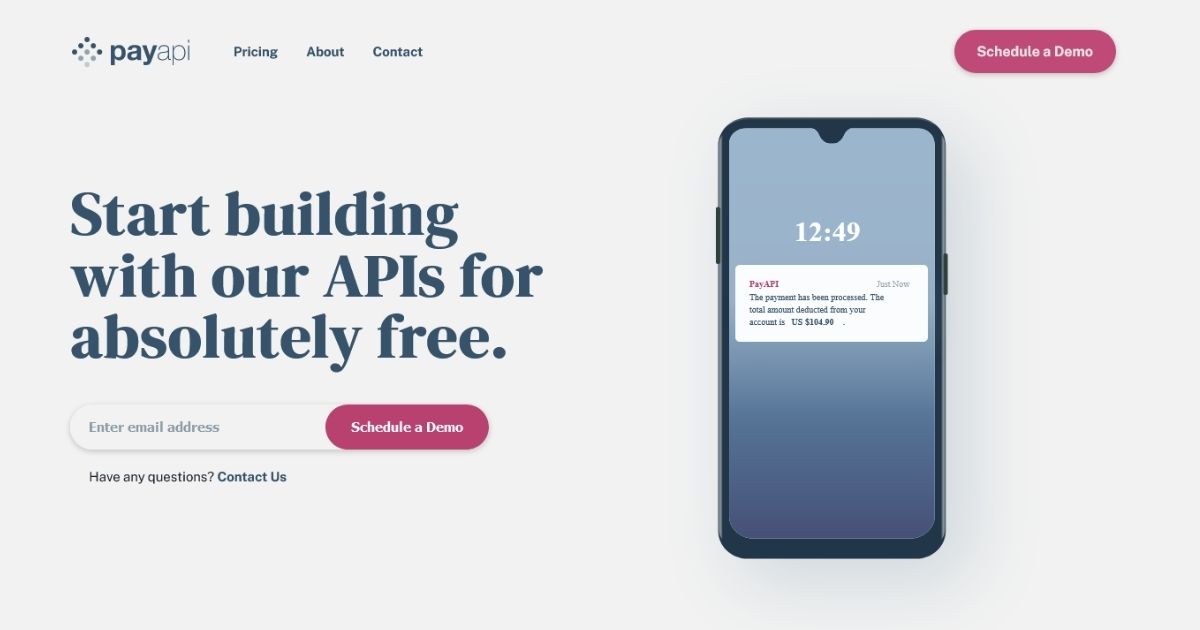 payapi
Pricing
About
Contact
Schedule a Demo
Start building
with our APIs for
absolutely free.
Enter email address
Schedule a Demo
Have any questions? Contact Us
12:49
PayAPI
Just Now
The payment has been processed. The
total amount deducted from your
account is US $104.90 .